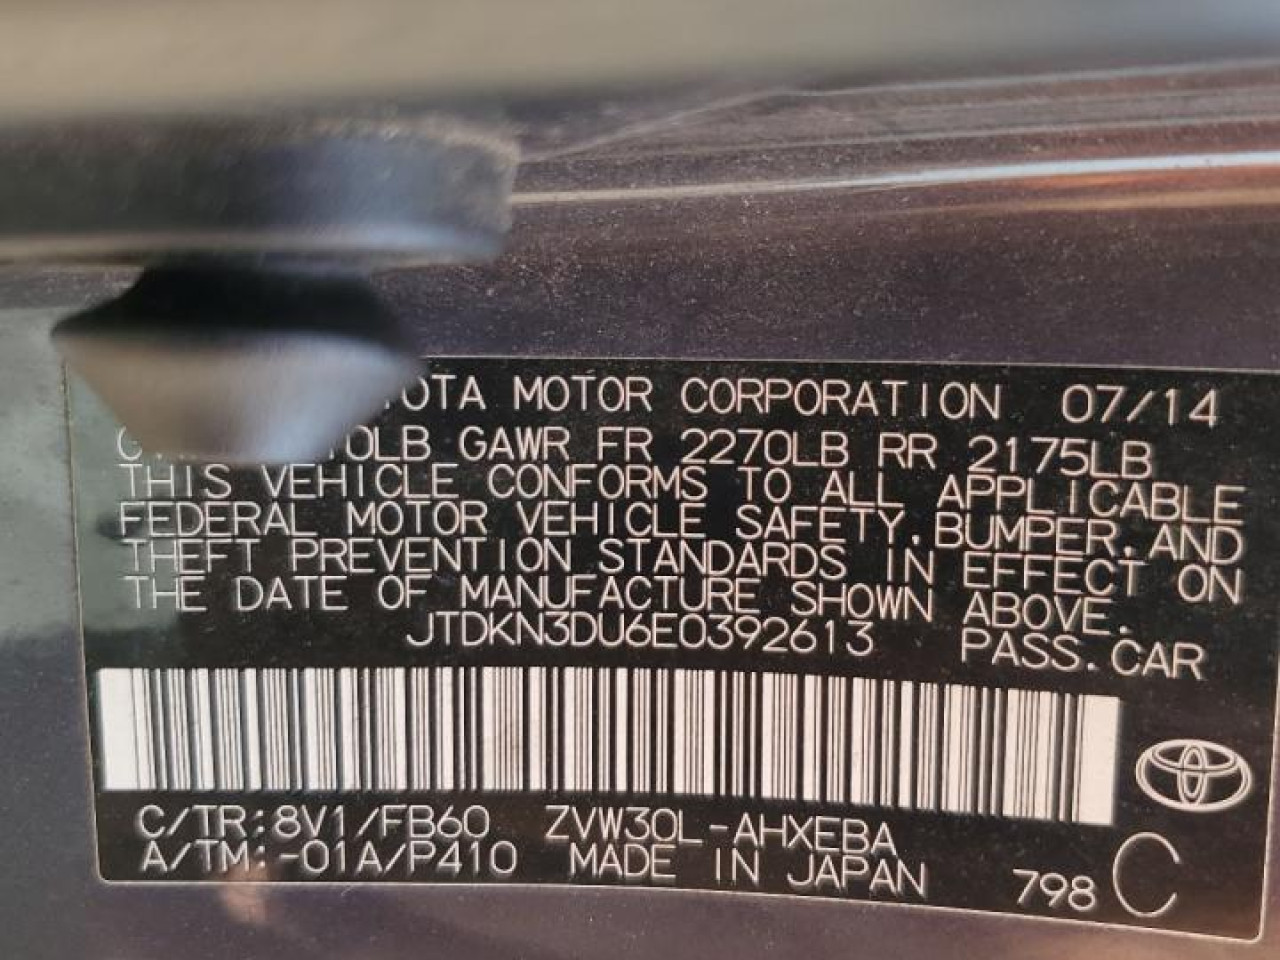 MOTOR CORPORATION 07/14
GAWR FR 2270LB RR 2175LB
THIS VEHICLE CONFORMS TO ALL APPLICABLE
FEDERAL MOTOR VEHICLE SAFETY, BUMPER, AND
THEFT PREVENTION STANDARDS IN EFFECT ON
THE DATE OF MANUFACTURE SHOWN ABOVE.
JTDKN3DU6E0392613 PASS.CAR
C/TR:8V1/FB60 ZVW30L-AHXEBA
A/TM:-01A/P410 MADE IN JAPAN 798 C